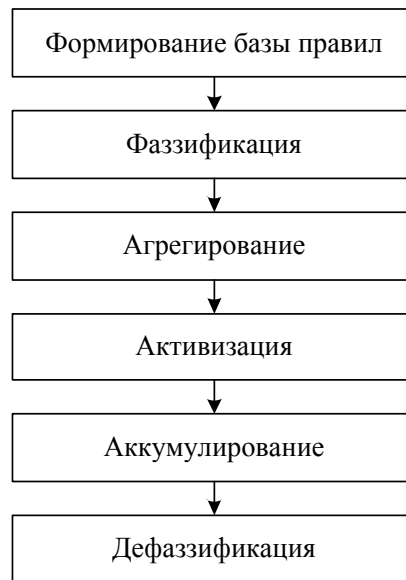 Формирование базы правил
Фаззификация
Агрегирование
Активизация
Аккумулирование
Дефаззификация